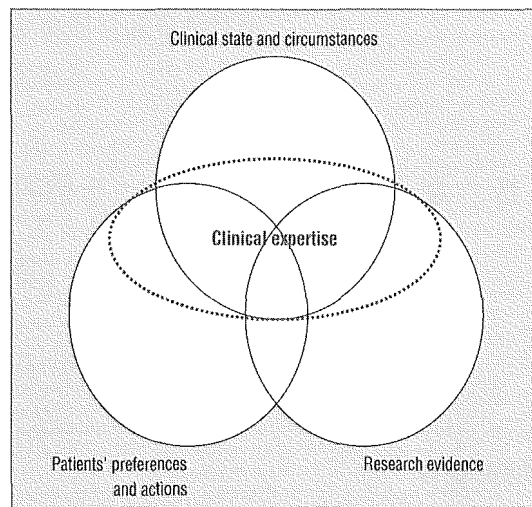 Clinical state and circumstances
Clinical expertise
Patients' preferences
and actions
Research evidence